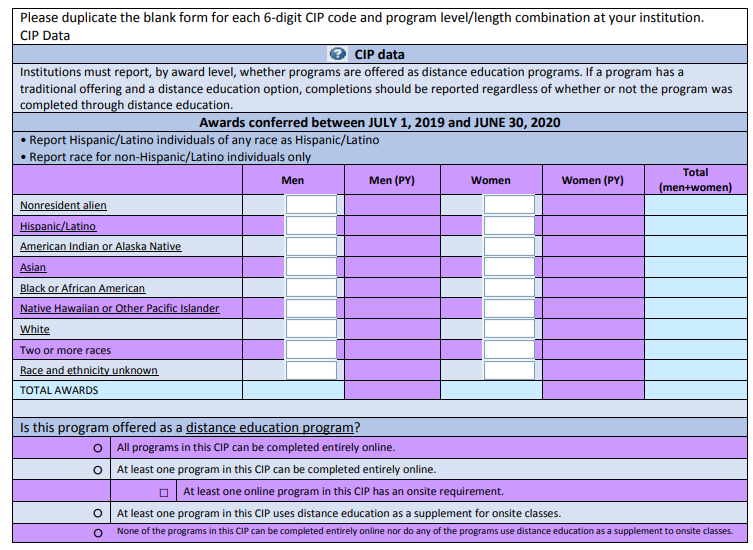 Please duplicate the blank form for each 6-digit CIP code and program level/length combination at your institution.
CIP Data
? CIP data
Institutions must report, by award level, whether programs are offered as distance education programs. If a program has a
traditional offering and a distance education option, completions should be reported regardless of whether or not the program was
completed through distance education.
Awards conferred between JULY 1, 2019 and JUNE 30, 2020
• Report Hispanic/Latino individuals of any race as Hispanic/Latino
• Report race for non-Hispanic/Latino individuals only
Men Men (PY) Women Women (PY) Total
(men+women)
Nonresident alien
Hispanic/Latino
American Indian or Alaska Native
Asian
Black or African American
Native Hawaiian or Other Pacific Islander
White
Two or more races
Race and ethnicity unknown
TOTAL AWARDS
Is this program offered as a distance education program?
All programs in this CIP can be completed entirely online.
At least one program in this CIP can be completed entirely online.
At least one online program in this CIP has an onsite requirement.
At least one program in this CIP uses distance education as a supplement for onsite classes.
None of the programs in this CIP can be completed entirely online nor do any of the programs use distance education as a supplement to onsite classes.